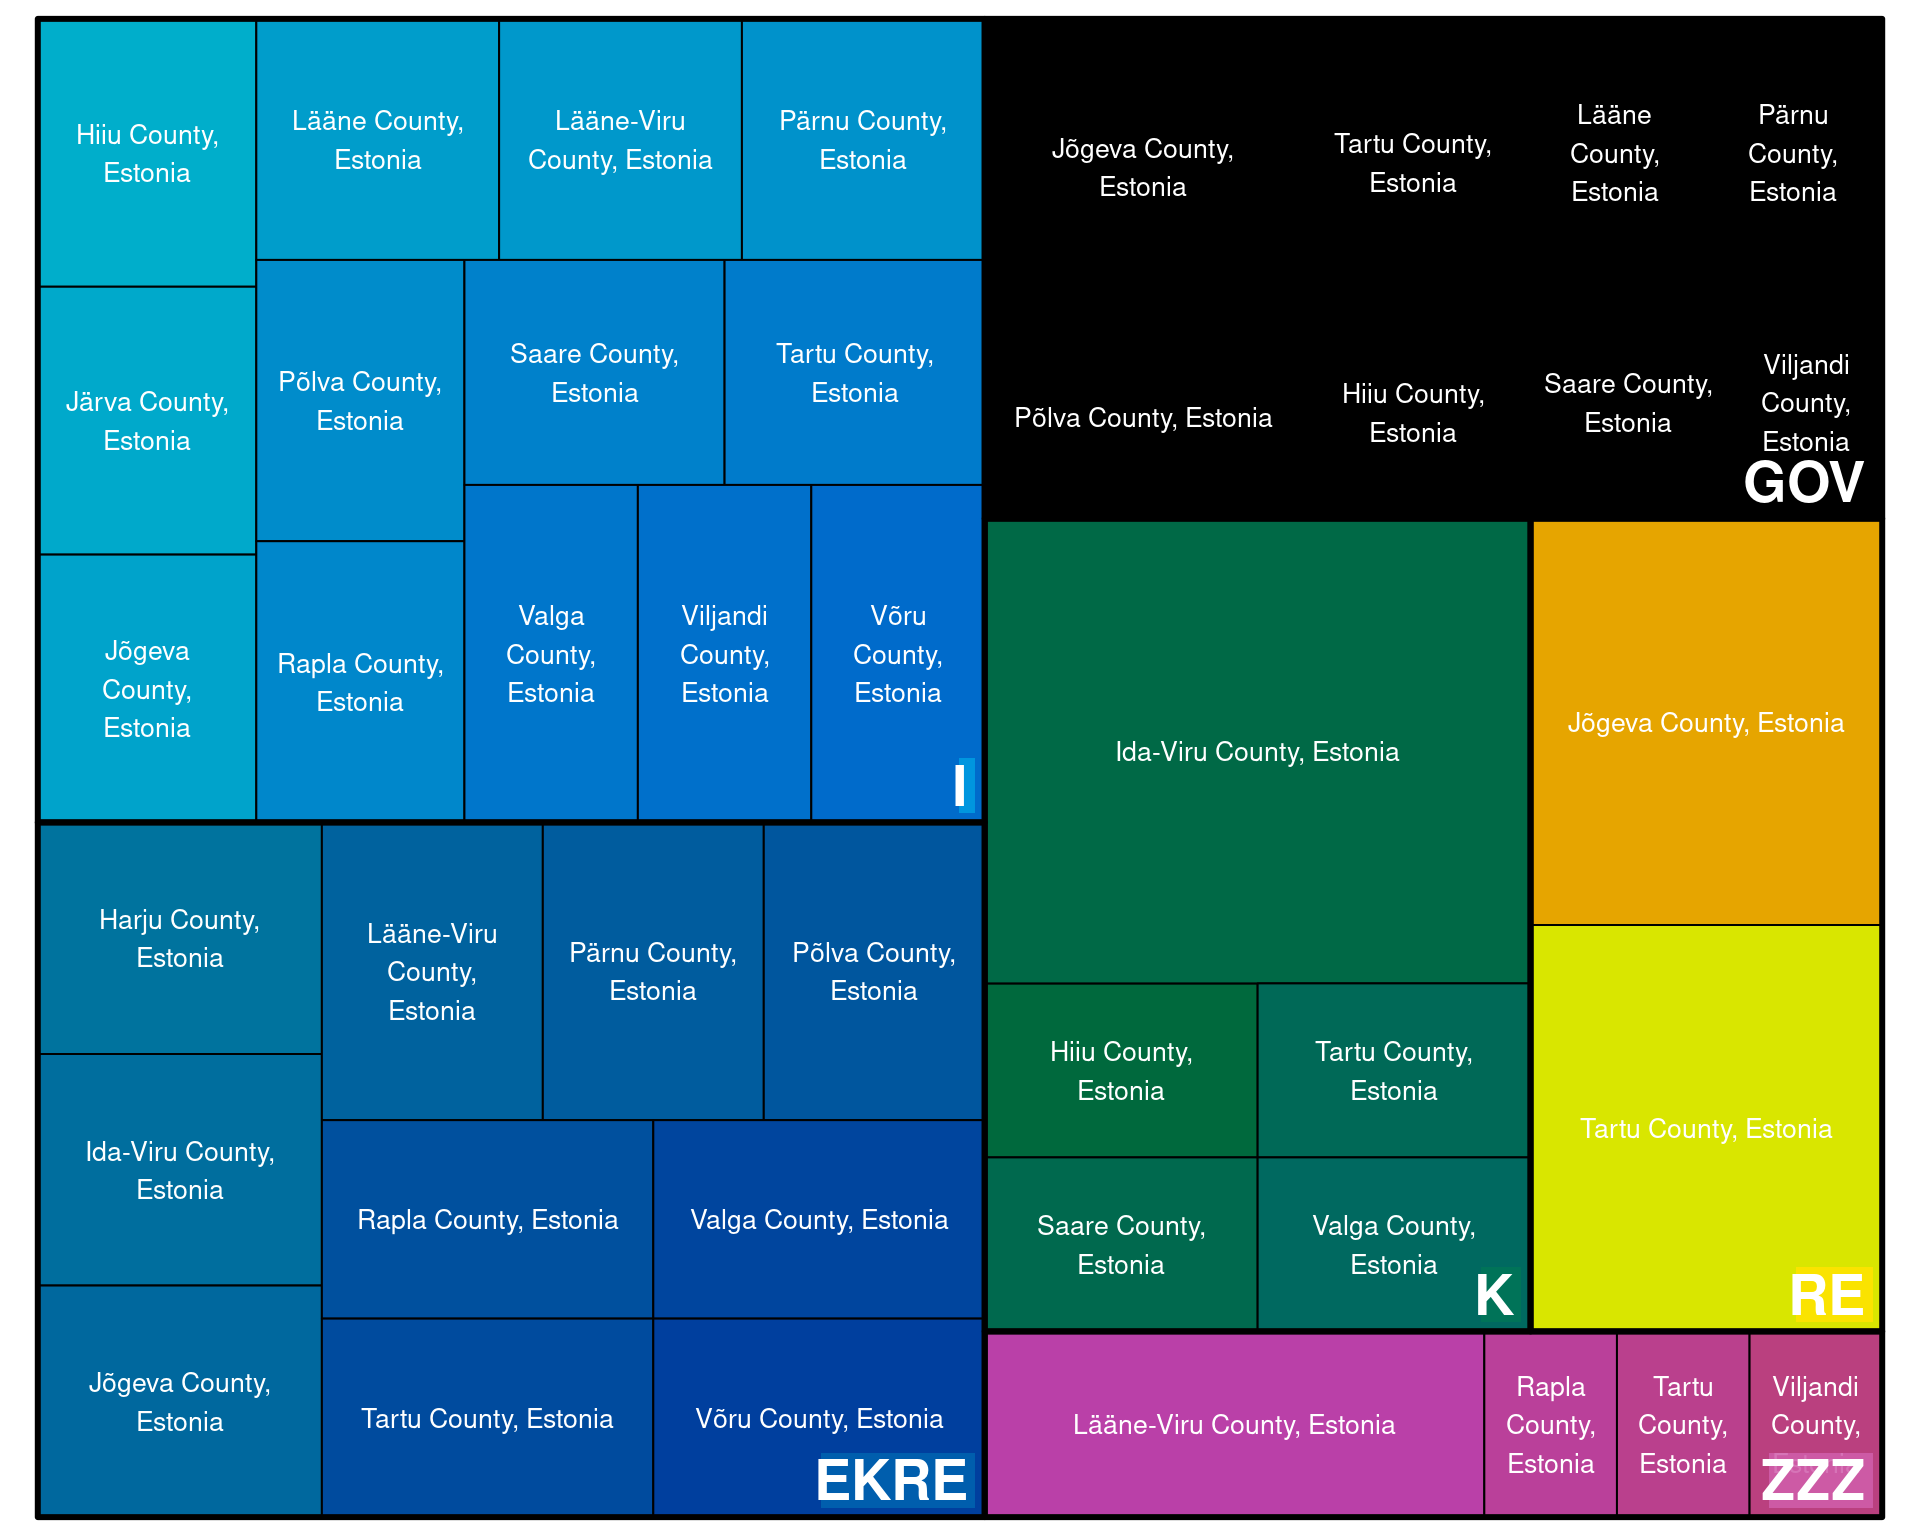 Hiiu County,
Estonia
Lääne County,
Estonia
Lääne-Viru
County, Estonia
Pärnu County,
Estonia
Järva County,
Estonia
Põlva County,
Estonia
Saare County,
Estonia
Tartu County,
Estonia
Jõgeva
County,
Estonia
Rapla County,
Estonia
Valga
County,
Estonia
Viljandi
County,
Estonia
Võru
County,
Estonia
I
Jõgeva County,
Estonia
Tartu County,
Estonia
Lääne
County,
Estonia
Pärnu
County,
Estonia
Põlva County, Estonia
Hiiu County,
Estonia
Saare County,
Estonia
Viljandi
County,
Estonia
GOV
Harju County,
Estonia
Lääne-Viru
County,
Estonia
Pärnu County,
Estonia
Põlva County,
Estonia
Ida-Viru County,
Estonia
Rapla County, Estonia
Valga County, Estonia
Jõgeva County,
Estonia
Tartu County, Estonia
Võru County, Estonia
EKRE
Ida-Viru County, Estonia
Hiiu County,
Estonia
Tartu County,
Estonia
Saare County,
Estonia
Valga County,
Estonia
K
Jõgeva County, Estonia
Tartu County, Estonia
RE
Lääne-Viru County, Estonia
Rapla
County,
Estonia
Tartu
County,
Estonia
Viljandi
County,
ZZZ